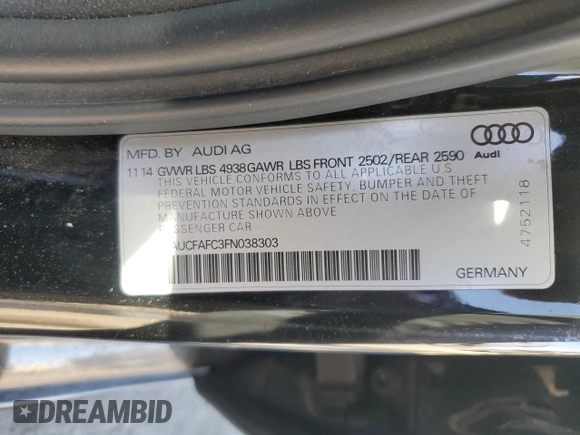 MFD. BY AUDI AG
11 14 GVWR LBS 4938 GAWR LBS FRONT 2502/REAR 2590
Audi
THIS VEHICLE CONFORMS TO ALL APPLICABLE U.S
FEDERAL MOTOR VEHICLE SAFETY, BUMPER AND THEFT
PREVENTION STANDARDS IN EFFECT ON THE DATE OF
MANUFACTURE SHOWN ABOVE
PASSENGER CAR
AUCFAFC3FN038303
GERMANY
4752118
DREAMBID